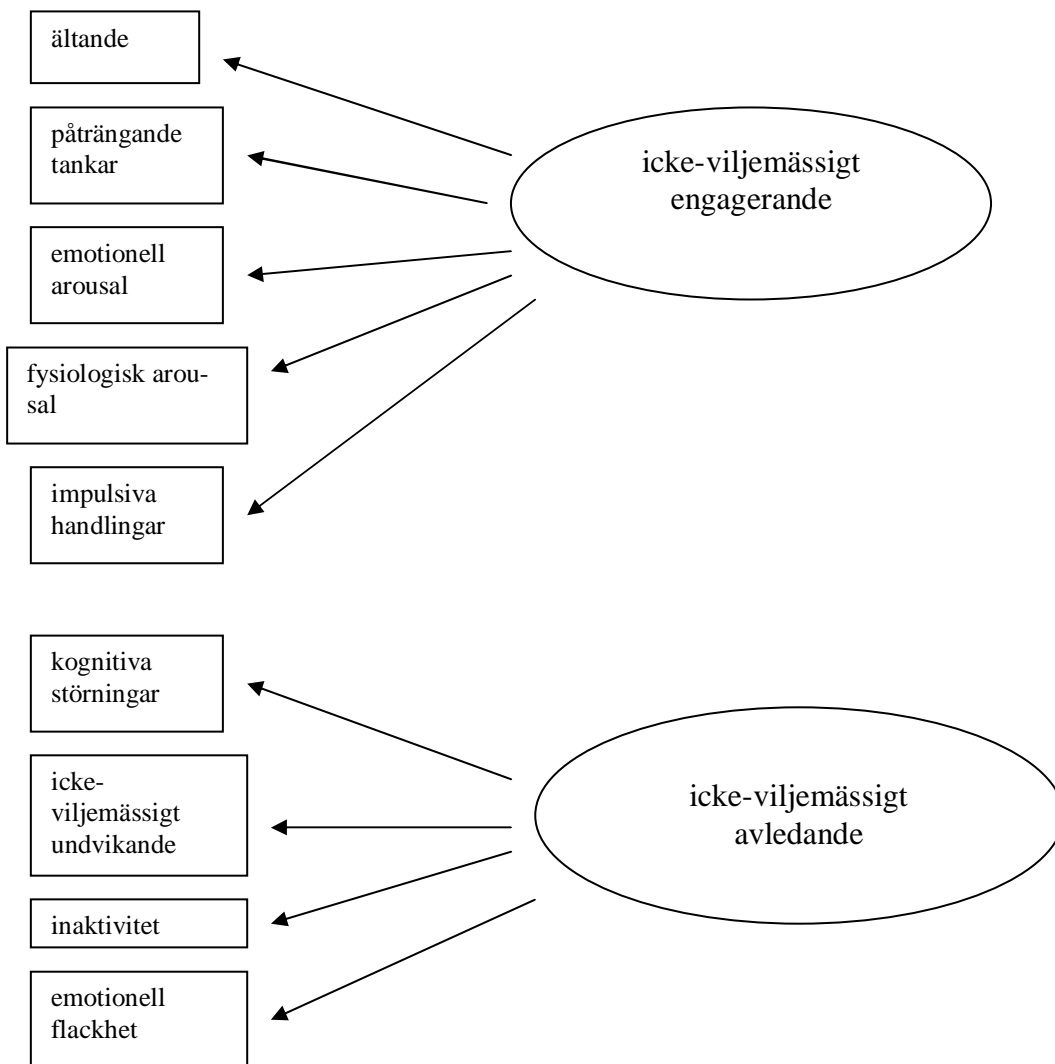 ältande
påträngande
tankar
icke-viljemässigt
engagerande
emotionell
arousal
fysiologisk arou-
sal
impulsiva
handlingar
kognitiva
störningar
icke-
viljemässigt
undvikande
icke-viljemässigt
avledande
inaktivitet
emotionell
flackhet